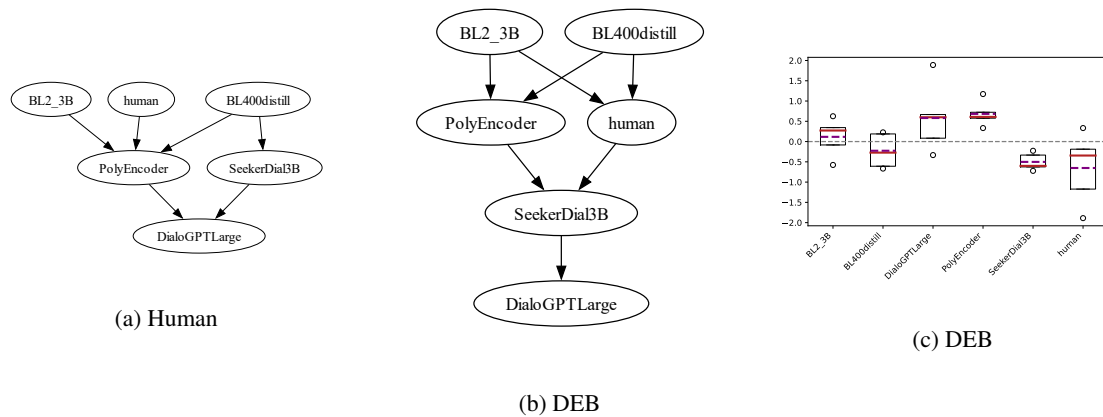 BL2_3B
human
BL400distill
PolyEncoder
SeekerDial3B
DialoGPTLarge
(a) Human
BL2_3B
BL400distill
PolyEncoder
human
SeekerDial3B
DialoGPTLarge
(b) DEB
2.0
1.5
1.0
0.5
0.0
−0.5
−1.0
−1.5
−2.0
BL2_3B
BL400distill
DialoGPTLarge
PolyEncoder
SeekerDial3B
human
(c) DEB